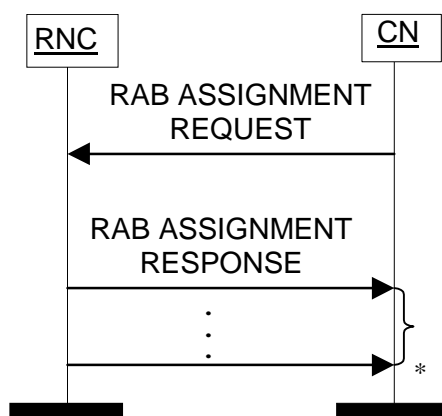 RNC
CN
RAB ASSIGNMENT
REQUEST
RAB ASSIGNMENT
RESPONSE
*